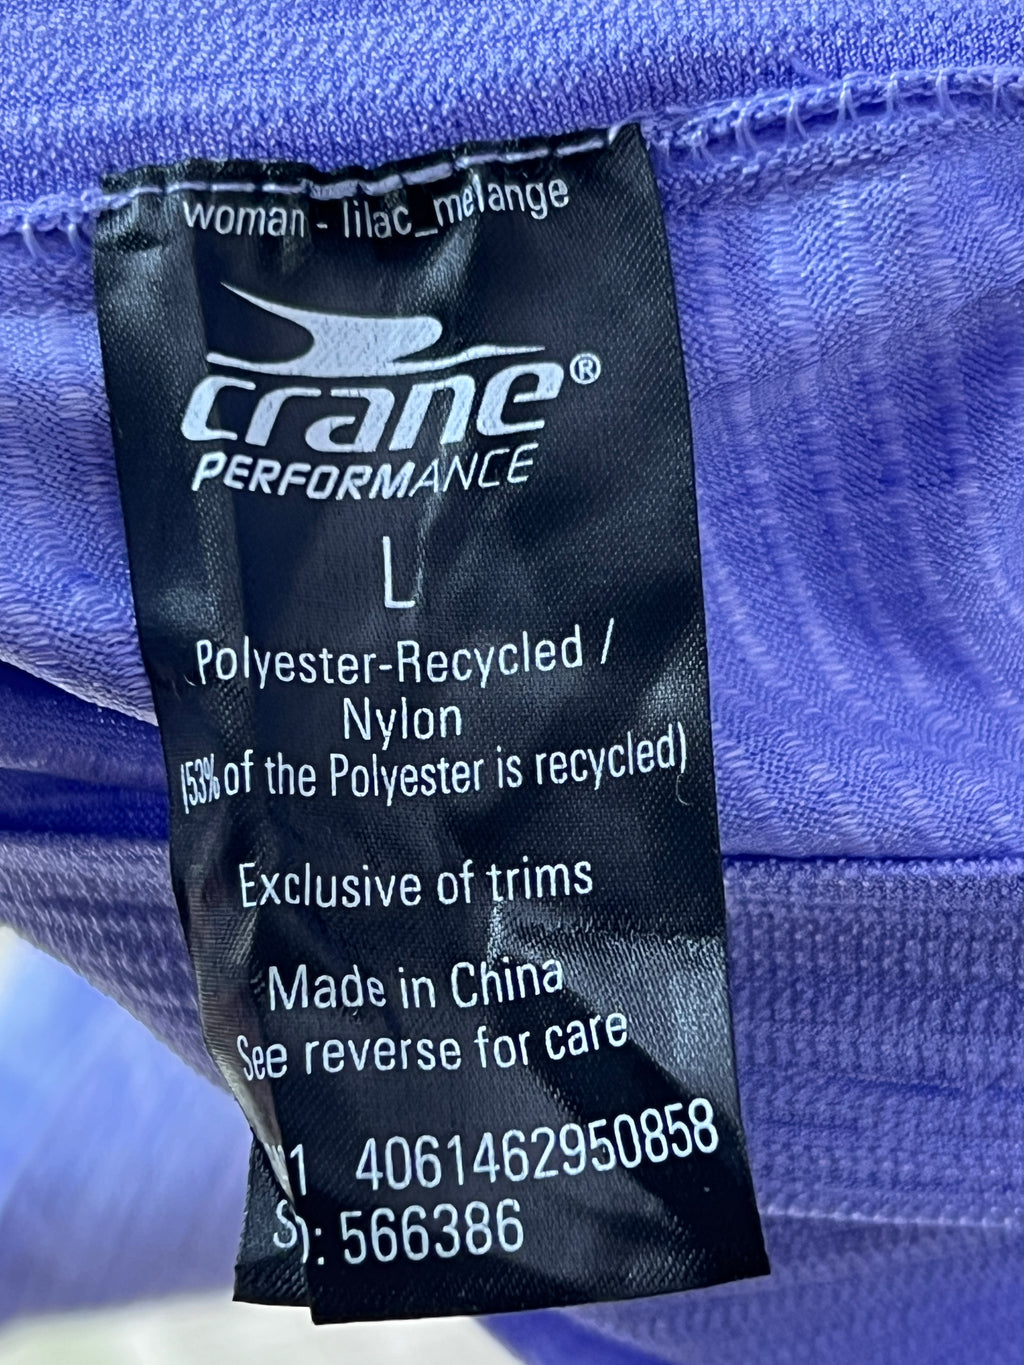 woman - lilac_melange
crane®
PERFORMANCE
L
Polyester-Recycled /
Nylon
(53% of the Polyester is recycled)
Exclusive of trims
Made in China
See reverse for care
1 4061462950858
S): 566386